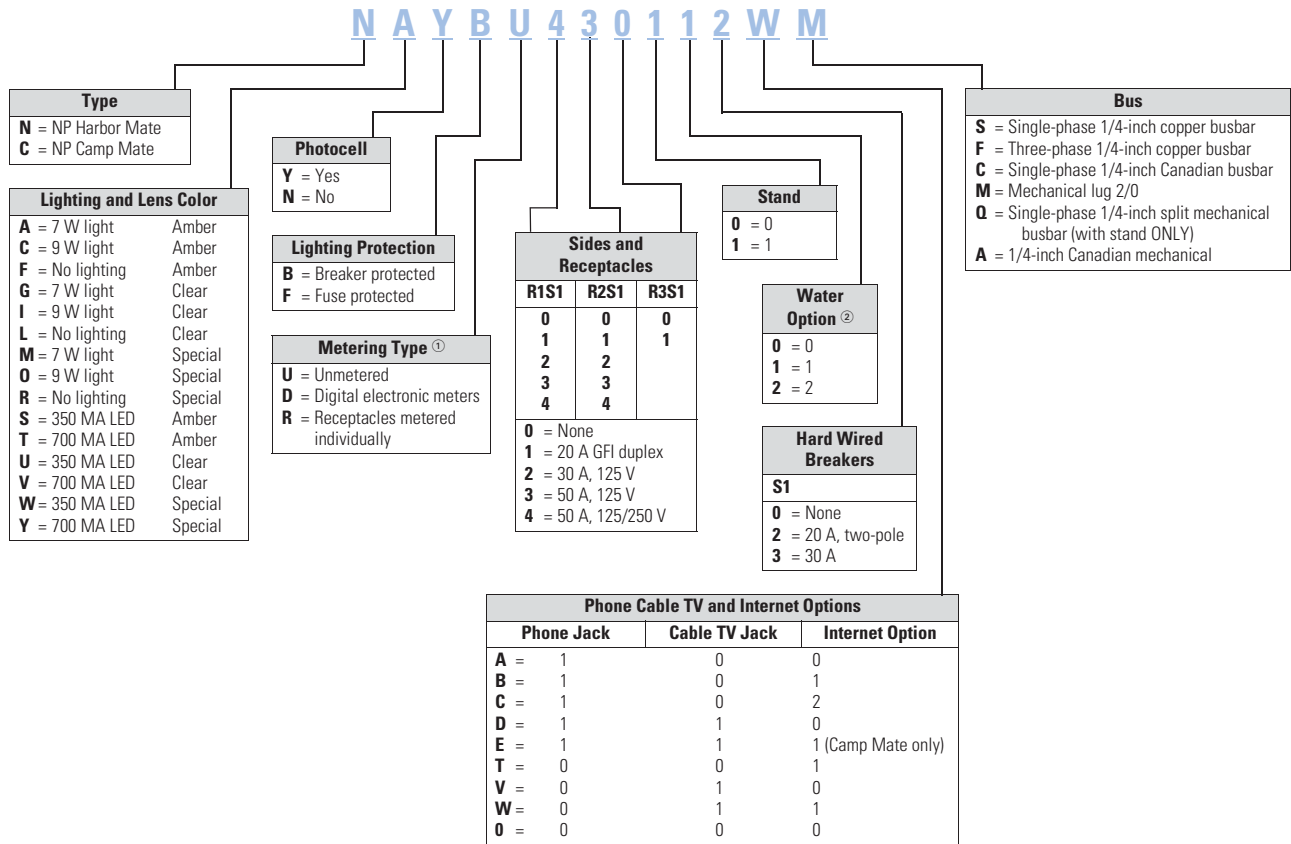 N A Y B U 4 3 0 1 1 2 W M
Type
N = NP Harbor Mate
C = NP Camp Mate
Lighting and Lens Color
A = 7 W light Amber
C = 9 W light Amber
F = No lighting Amber
G = 7 W light Clear
I = 9 W light Clear
L = No lighting Clear
M = 7 W light Special
O = 9 W light Special
R = No lighting Special
S = 350 MA LED Amber
T = 700 MA LED Amber
U = 350 MA LED Clear
V = 700 MA LED Clear
W = 350 MA LED Special
Y = 700 MA LED Special
Photocell
Y = Yes
N = No
Lighting Protection
B = Breaker protected
F = Fuse protected
Metering Type ①
U = Unmetered
D = Digital electronic meters
R = Receptacles metered
individually
Sides and
Receptacles
R1S1 R2S1 R3S1
0 0 0
1 1 1
2 2
3 3
4 4
0 = None
1 = 20 A GFI duplex
2 = 30 A, 125 V
3 = 50 A, 125 V
4 = 50 A, 125/250 V
Stand
0 = 0
1 = 1
Water
Option ②
0 = 0
1 = 1
2 = 2
Hard Wired
Breakers
S1
0 = None
2 = 20 A, two-pole
3 = 30 A
Bus
S = Single-phase 1/4-inch copper busbar
F = Three-phase 1/4-inch copper busbar
C = Single-phase 1/4-inch Canadian busbar
M = Mechanical lug 2/0
Q = Single-phase 1/4-inch split mechanical
busbar (with stand ONLY)
A = 1/4-inch Canadian mechanical
Phone Cable TV and Internet Options
Phone Jack Cable TV Jack Internet Option
A = 1 0 0
B = 1 0 1
C = 1 0 2
D = 1 1 0
E = 1 1 1 (Camp Mate only)
T = 0 0 1
V = 0 1 0
W = 0 1 1
0 = 0 0 0